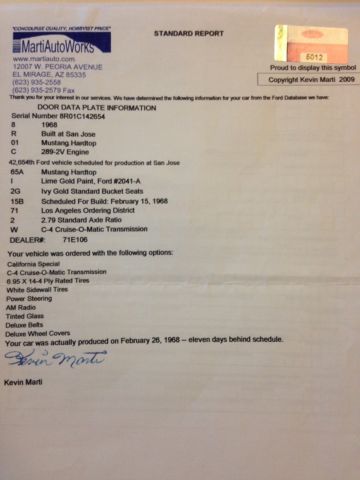 "CONCOURSE QUALITY, HOBBYIST PRICE"
MartiAutoWorks
www.martiauto.com
12007 W. PEORIA AVENUE
EL MIRAGE, AZ 85335
(623) 935-2558
(623) 935-2579 Fax
STANDARD REPORT
5012
Proud to display this symbol
Copyright Kevin Marti 2009
Thank you for your interest in our services. We have determined the following information for your car from the Ford Database we have:
DOOR DATA PLATE INFORMATION
Serial Number 8R01C142654
8 1968
R Built at San Jose
01 Mustang Hardtop
C 289-2V Engine
42,654th Ford vehicle scheduled for production at San Jose
65A Mustang Hardtop
I Lime Gold Paint, Ford #2041-A
2G Ivy Gold Standard Bucket Seats
15B Scheduled For Build: February 15, 1968
71 Los Angeles Ordering District
2 2.79 Standard Axle Ratio
W C-4 Cruise-O-Matic Transmission
DEALER#: 71E106
Your vehicle was ordered with the following options:
California Special
C-4 Cruise-O-Matic Transmission
6.95 X 14-4 Ply Rated Tires
White Sidewall Tires
Power Steering
AM Radio
Tinted Glass
Deluxe Belts
Deluxe Wheel Covers
Your car was actually produced on February 26, 1968 -- eleven days behind schedule.
Kevin Marti
Kevin Marti